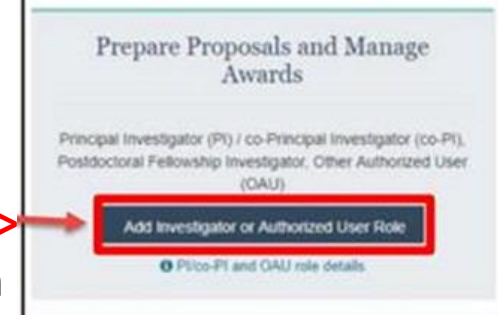 Prepare Proposals and Manage
Awards
Principal Investigator (PI) / co-Principal Investigator (co-PI),
Postdoctoral Fellowship Investigator, Other Authorized User
(OAU)
>
Add Investigator or Authorized User Role
PI/co-PI and OAU role details